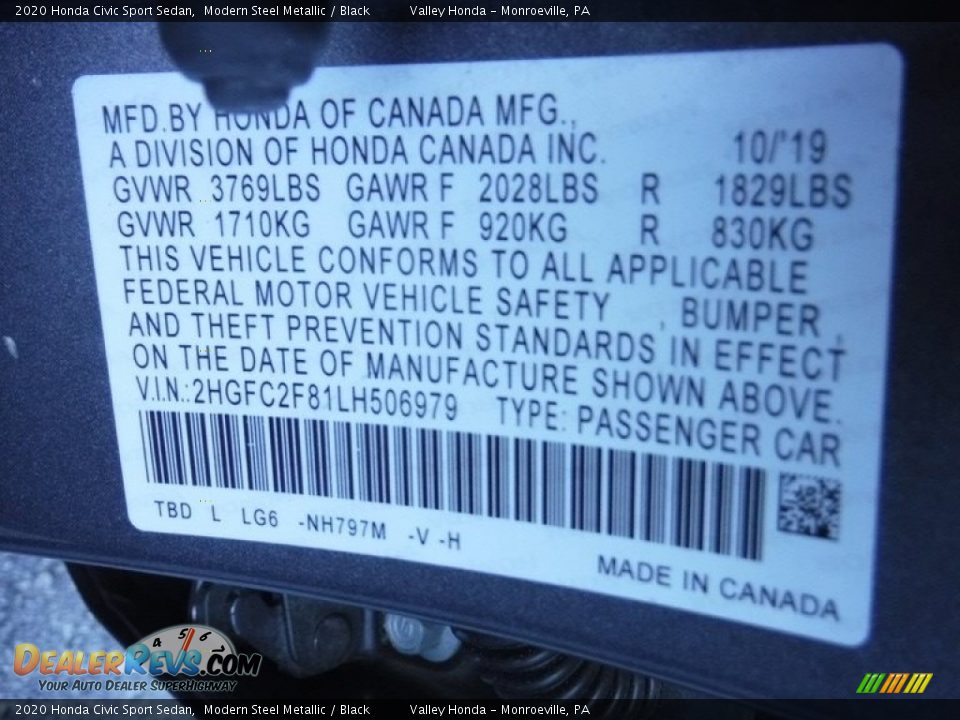 2020 Honda Civic Sport Sedan, Modern Steel Metallic / Black Valley Honda - Monroeville, PA
MFD.BY HONDA OF CANADA MFG.,
A DIVISION OF HONDA CANADA INC. 10/'19
GVWR 3769LBS GAWR F 2028LBS R 1829LBS
GVWR 1710KG GAWR F 920KG R 830KG
THIS VEHICLE CONFORMS TO ALL APPLICABLE
FEDERAL MOTOR VEHICLE SAFETY , BUMPER ,
AND THEFT PREVENTION STANDARDS IN EFFECT
ON THE DATE OF MANUFACTURE SHOWN ABOVE.
V.I.N.:2HGFC2F81LH506979 TYPE: PASSENGER CAR
TBD L LG6 -NH797M -V -H
MADE IN CANADA
4 5 6
DEALERREVS.COM
YOUR AUTO DEALER SUPERHIGHWAY
2020 Honda Civic Sport Sedan, Modern Steel Metallic / Black Valley Honda - Monroeville, PA